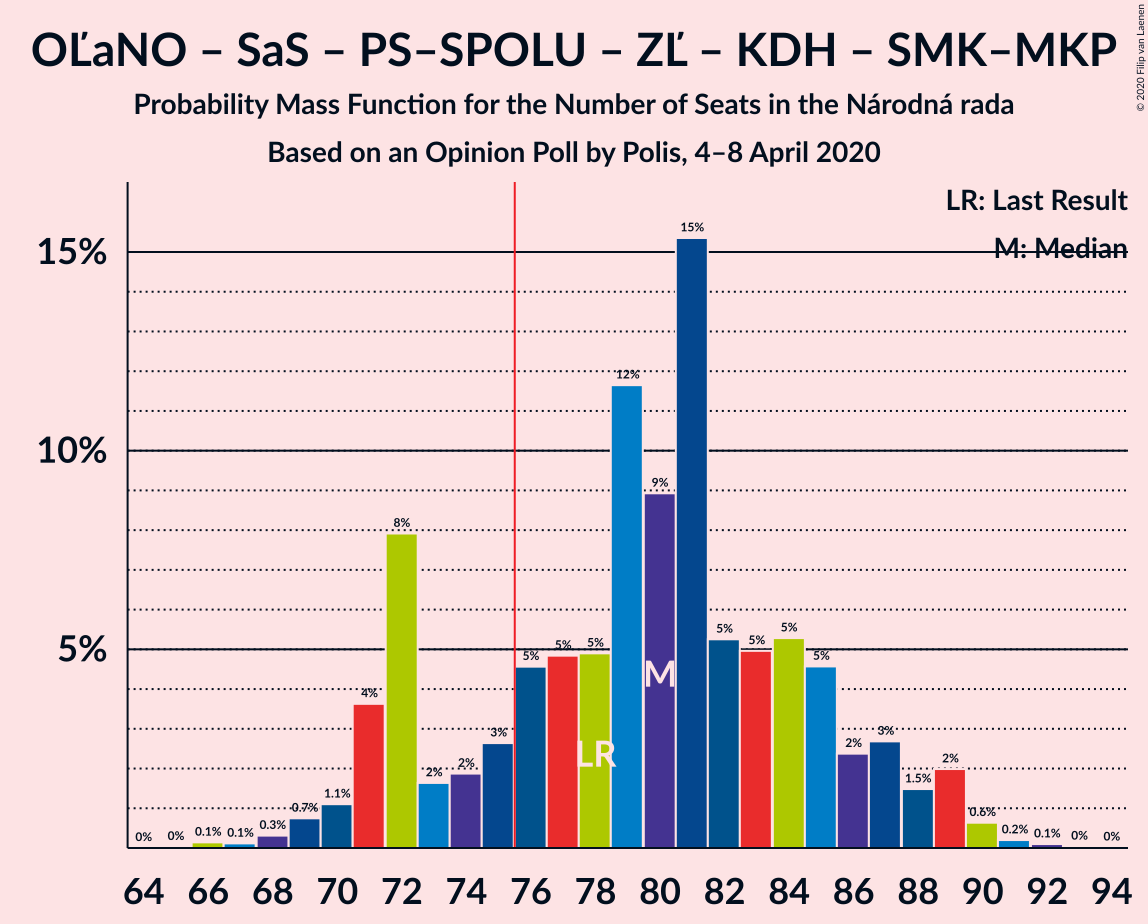 OĽaNO – SaS – PS–SPOLU – ZĽ – KDH – SMK–MKP
Probability Mass Function for the Number of Seats in the Národná rada
Based on an Opinion Poll by Polis, 4–8 April 2020
© 2020 Filip van Laenen
LR: Last Result
M: Median
15%
10%
5%
0% 0% 0.1% 0.1% 0.3% 0.7% 1.1% 4% 8% 2% 2% 3% 5% 5% 5% 12% 9% 15% 5% 5% 5% 5% 2% 3% 1.5% 2% 0.6% 0.2% 0.1% 0% 0%
M
LR
64 66 68 70 72 74 76 78 80 82 84 86 88 90 92 94